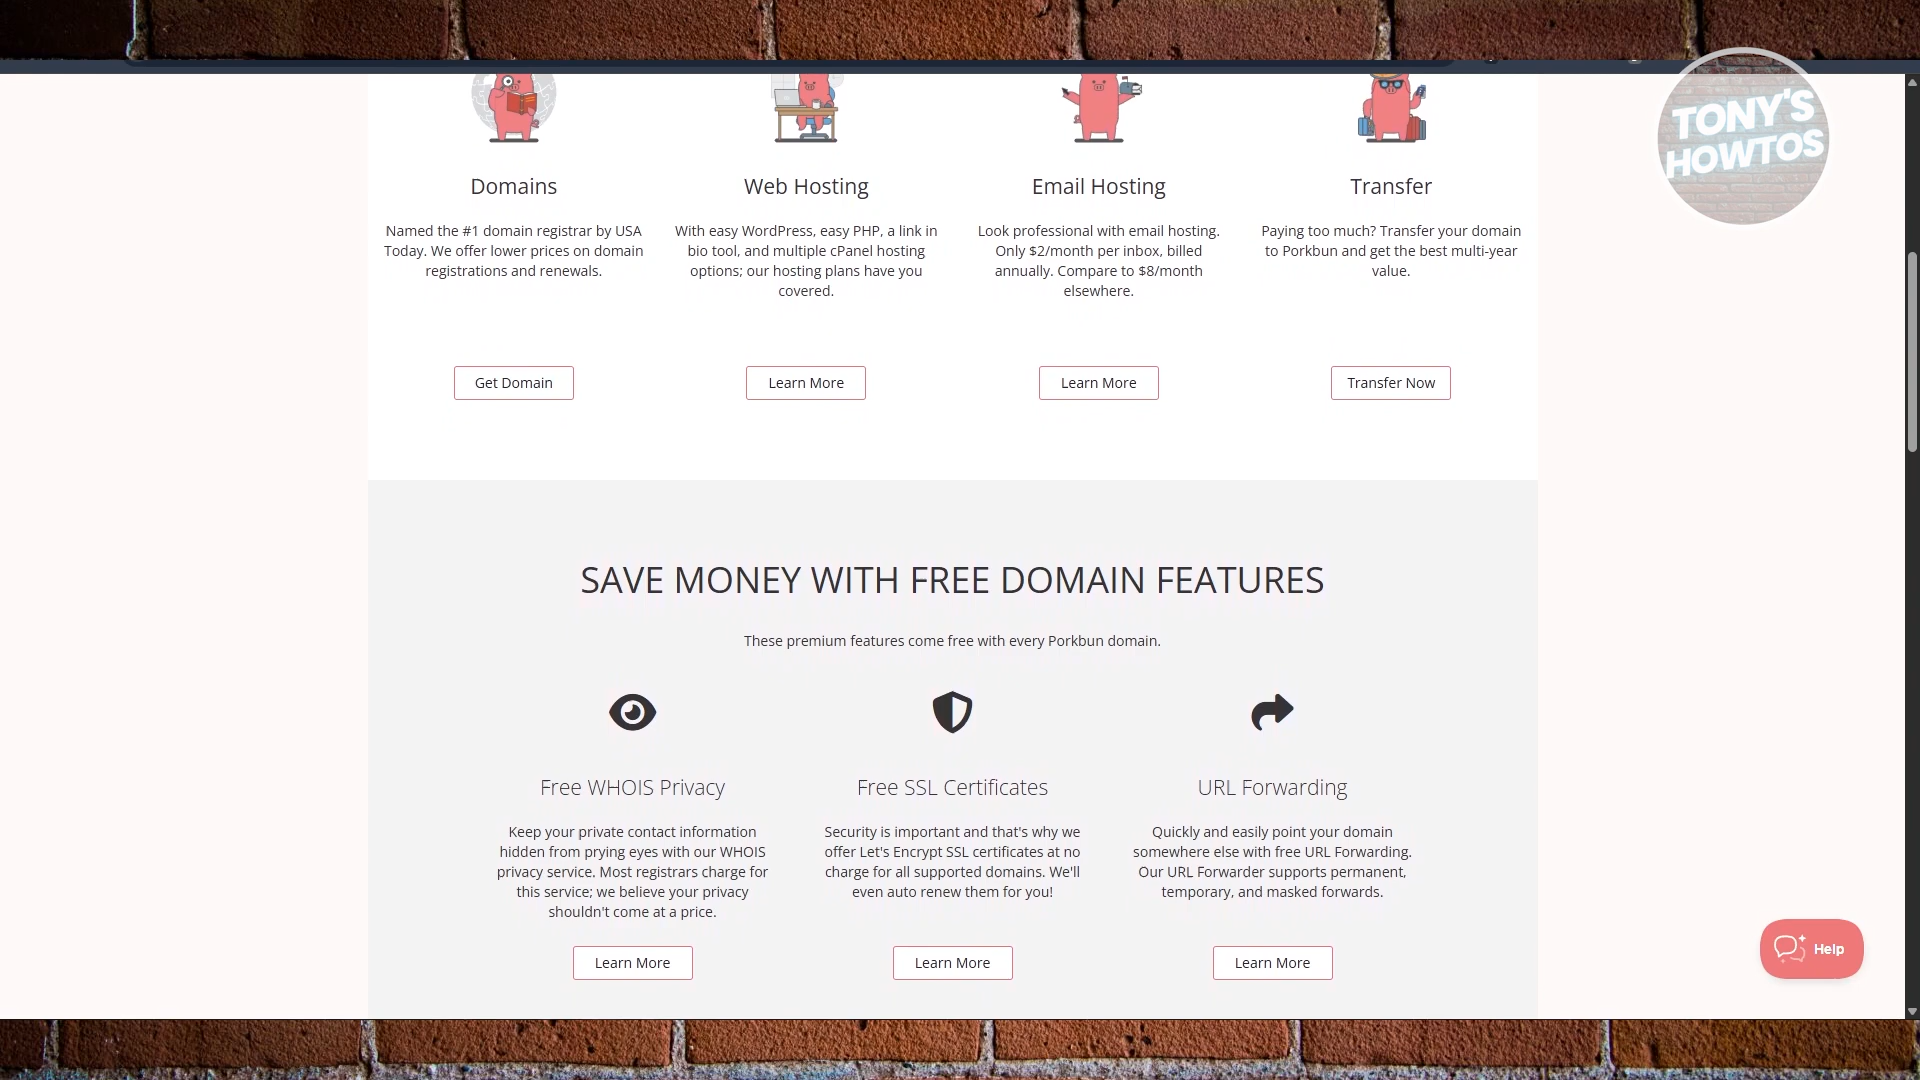 TONY'S
HOWTOS
Domains
Web Hosting
Email Hosting
Transfer
Named the #1 domain registrar by USA
Today. We offer lower prices on domain
registrations and renewals.
With easy WordPress, easy PHP, a link in
bio tool, and multiple cPanel hosting
options; our hosting plans have you
covered.
Look professional with email hosting.
Only $2/month per inbox, billed
annually. Compare to $8/month
elsewhere.
Paying too much? Transfer your domain
to Porkbun and get the best multi-year
value.
Get Domain
Learn More
Learn More
Transfer Now
SAVE MONEY WITH FREE DOMAIN FEATURES
These premium features come free with every Porkbun domain.
Free WHOIS Privacy
Free SSL Certificates
URL Forwarding
Keep your private contact information
hidden from prying eyes with our WHOIS
privacy service. Most registrars charge for
this service; we believe your privacy
shouldn't come at a price.
Security is important and that's why we
offer Let's Encrypt SSL certificates at no
charge for all supported domains. We'll
even auto renew them for you!
Quickly and easily point your domain
somewhere else with free URL Forwarding.
Our URL Forwarder supports permanent,
temporary, and masked forwards.
Learn More
Learn More
Learn More
Help